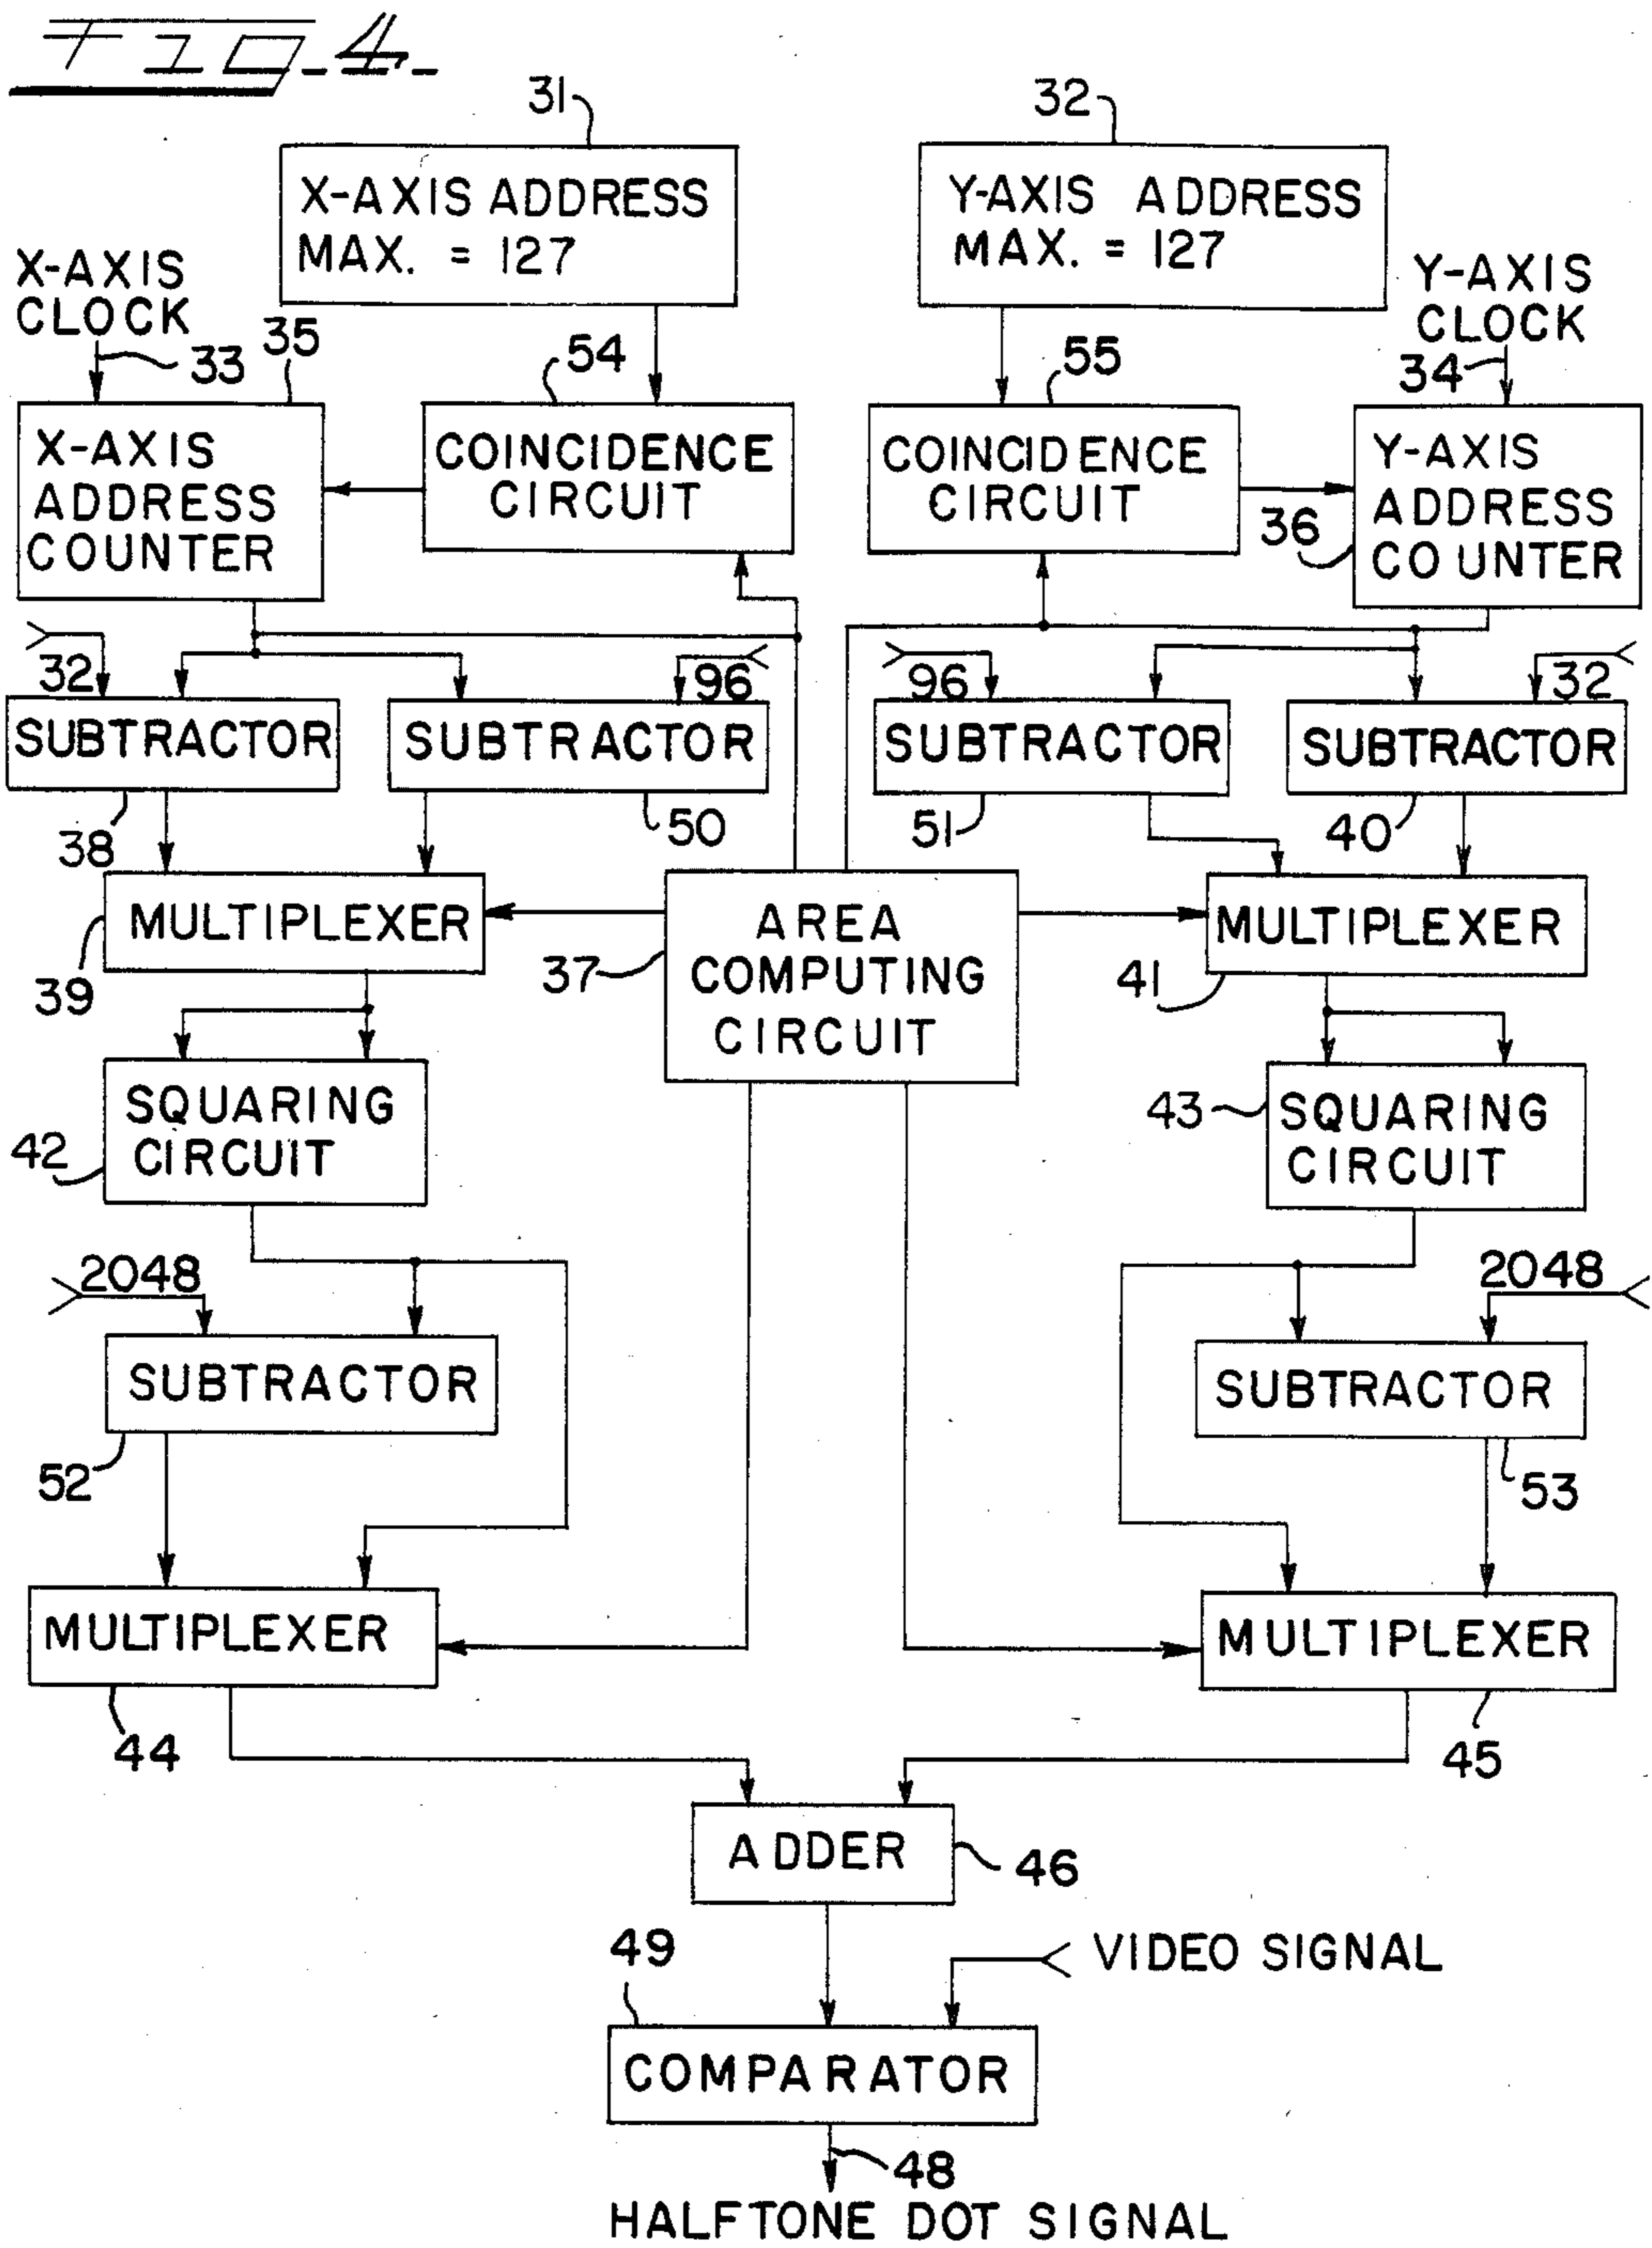 Fig-4-
31
32
X-AXIS ADDRESS
MAX. = 127
Y-AXIS ADDRESS
MAX. = 127
X-AXIS
CLOCK
Y-AXIS
CLOCK
33
35
54
55
34
X-AXIS
ADDRESS
COUNTER
COINCIDENCE
CIRCUIT
COINCIDENCE
CIRCUIT
36
Y-AXIS
ADDRESS
COUNTER
32
96
96
32
SUBTRACTOR
SUBTRACTOR
SUBTRACTOR
SUBTRACTOR
38
50
51
40
MULTIPLEXER
39
AREA
COMPUTING
CIRCUIT
37
MULTIPLEXER
41
SQUARING
CIRCUIT
42
43
SQUARING
CIRCUIT
2048
2048
SUBTRACTOR
SUBTRACTOR
52
53
MULTIPLEXER
MULTIPLEXER
44
45
ADDER
46
49
VIDEO SIGNAL
COMPARATOR
48
HALFTONE DOT SIGNAL